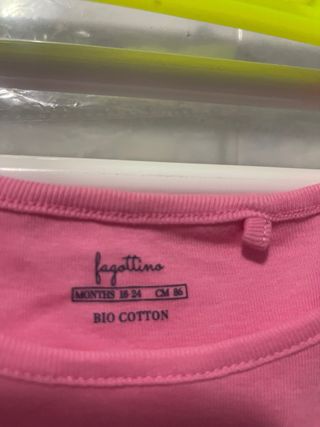 fagottino
MONTHS 18-24 CM 86
BIO COTTON